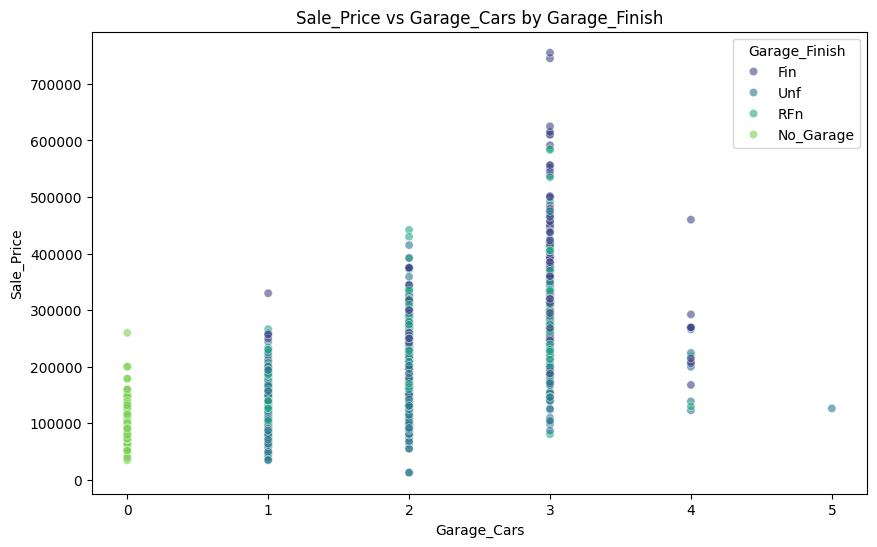 Sale_Price vs Garage_Cars by Garage_Finish
Garage_Finish
Fin
Unf
RFn
No_Garage
Sale_Price
700000
600000
500000
400000
300000
200000
100000
0
0 1 2 3 4 5
Garage_Cars